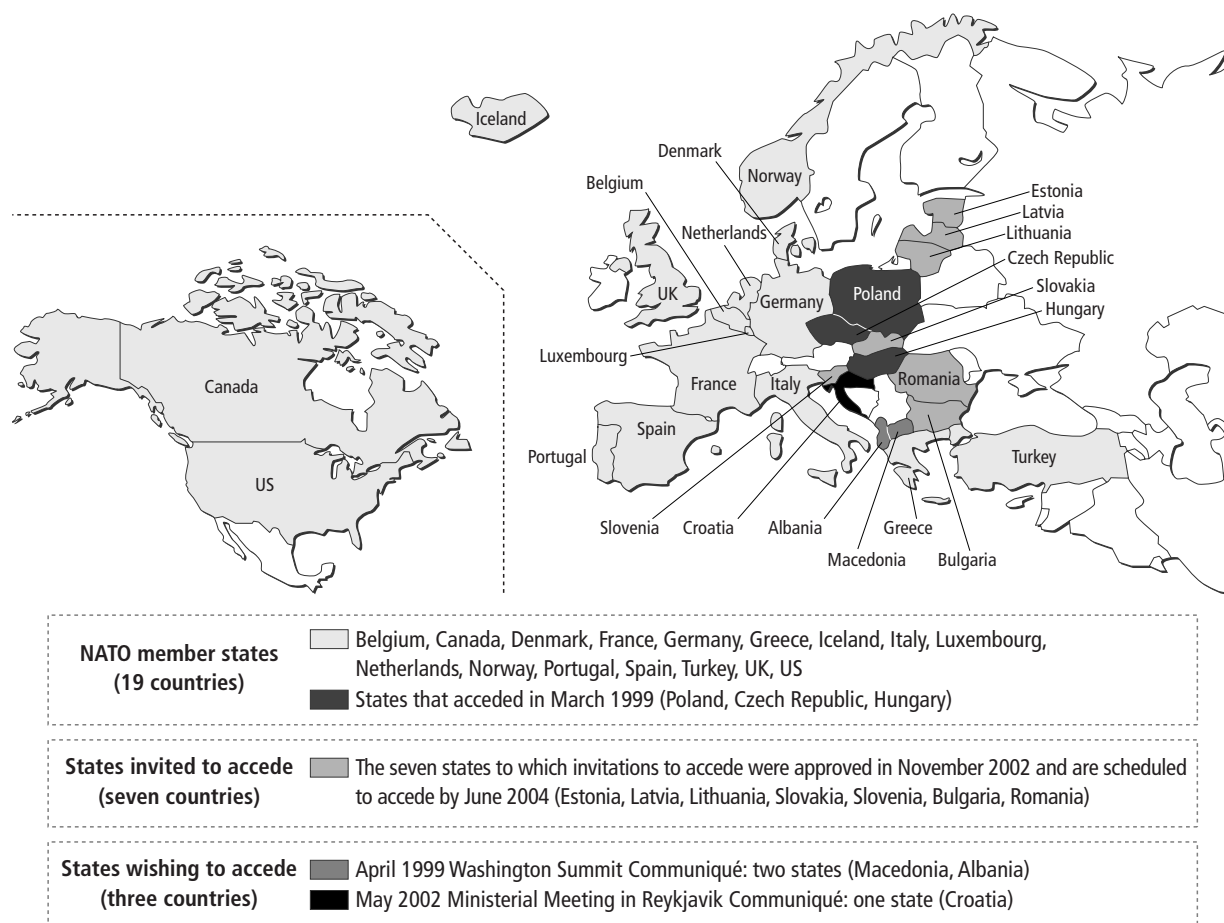 Iceland
Denmark
Norway
Belgium
Estonia
Latvia
Netherlands
Lithuania
Czech Republic
Slovakia
UK
Germany
Poland
Hungary
Luxembourg
Canada
France
Italy
Romania
Spain
Portugal
Turkey
US
Slovenia
Croatia
Albania
Greece
Macedonia
Bulgaria
NATO member states
(19 countries)
Belgium, Canada, Denmark, France, Germany, Greece, Iceland, Italy, Luxembourg,
Netherlands, Norway, Portugal, Spain, Turkey, UK, US
States that acceded in March 1999 (Poland, Czech Republic, Hungary)
States invited to accede
(seven countries)
The seven states to which invitations to accede were approved in November 2002 and are scheduled
to accede by June 2004 (Estonia, Latvia, Lithuania, Slovakia, Slovenia, Bulgaria, Romania)
States wishing to accede
(three countries)
April 1999 Washington Summit Communiqué: two states (Macedonia, Albania)
May 2002 Ministerial Meeting in Reykjavik Communiqué: one state (Croatia)